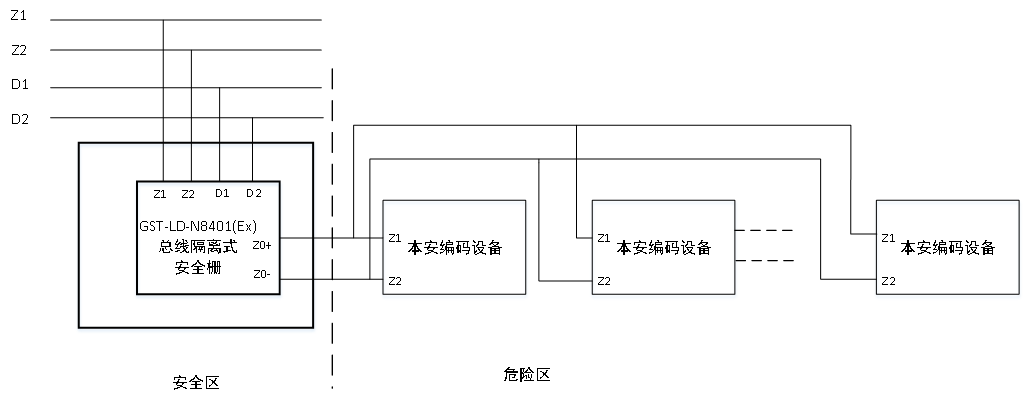 Z1
Z2
D1
D2
Z1 Z2 D1 D2
GST-LD-N8401(Ex)
总线隔离式
安全栅
Z0+
Z0-
Z1
本安编码设备
Z2
Z1
本安编码设备
Z2
Z1
本安编码设备
Z2
安全区
危险区